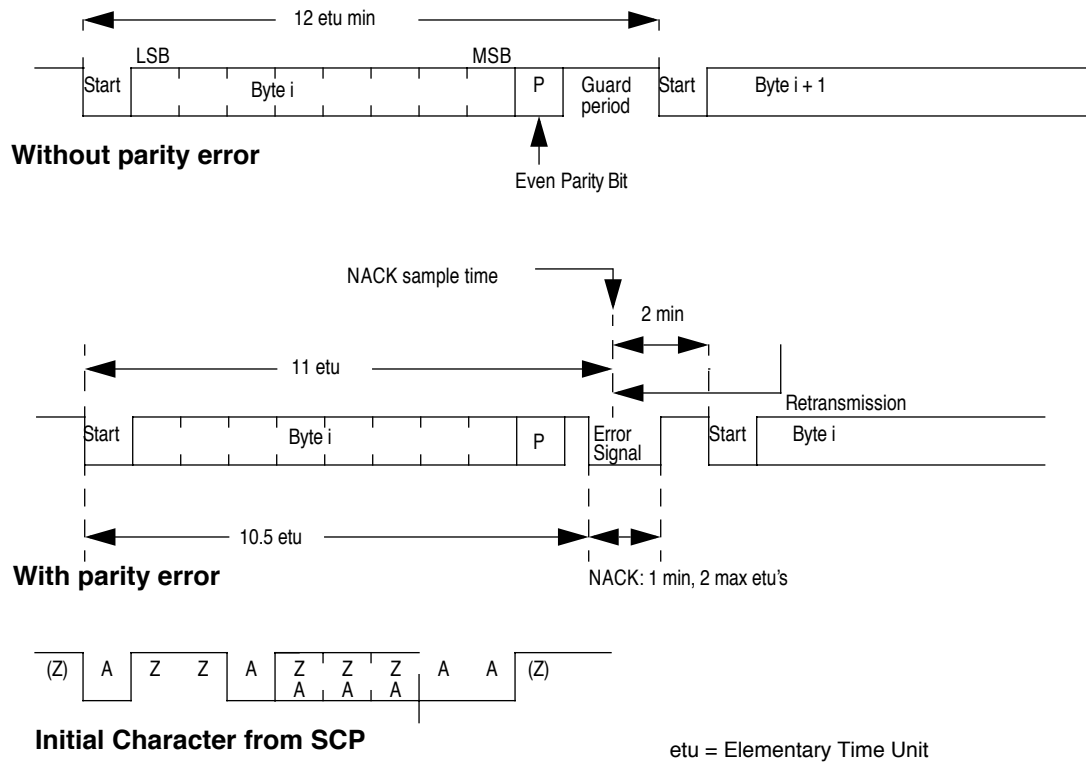 12 etu min
LSB MSB
Start Byte i P Guard period Start Byte i + 1
Without parity error
Even Parity Bit
NACK sample time
2 min
11 etu
Retransmission
Start Byte i P Error Signal Start Byte i
10.5 etu
With parity error
NACK: 1 min, 2 max etu's
(Z) A Z Z A Z Z Z A A (Z)
A A A
Initial Character from SCP
etu = Elementary Time Unit